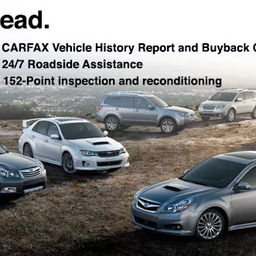 ead.
CARFAX Vehicle History Report and Buyback
24/7 Roadside Assistance
152-Point inspection and reconditioning